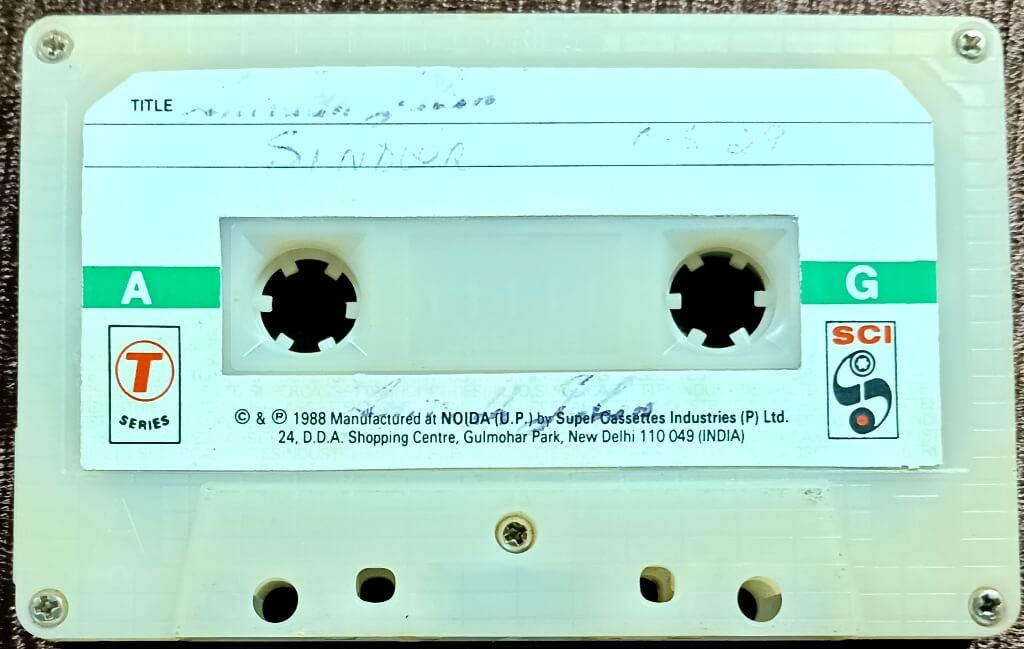 TITLE
SINDUR 29
A G
T SERIES
SCI
© & ℗ 1988 Manufactured at NOIDA (U.P.) by Super Cassettes Industries (P) Ltd.
24, D.D.A. Shopping Centre, Gulmohar Park, New Delhi 110 049 (INDIA)